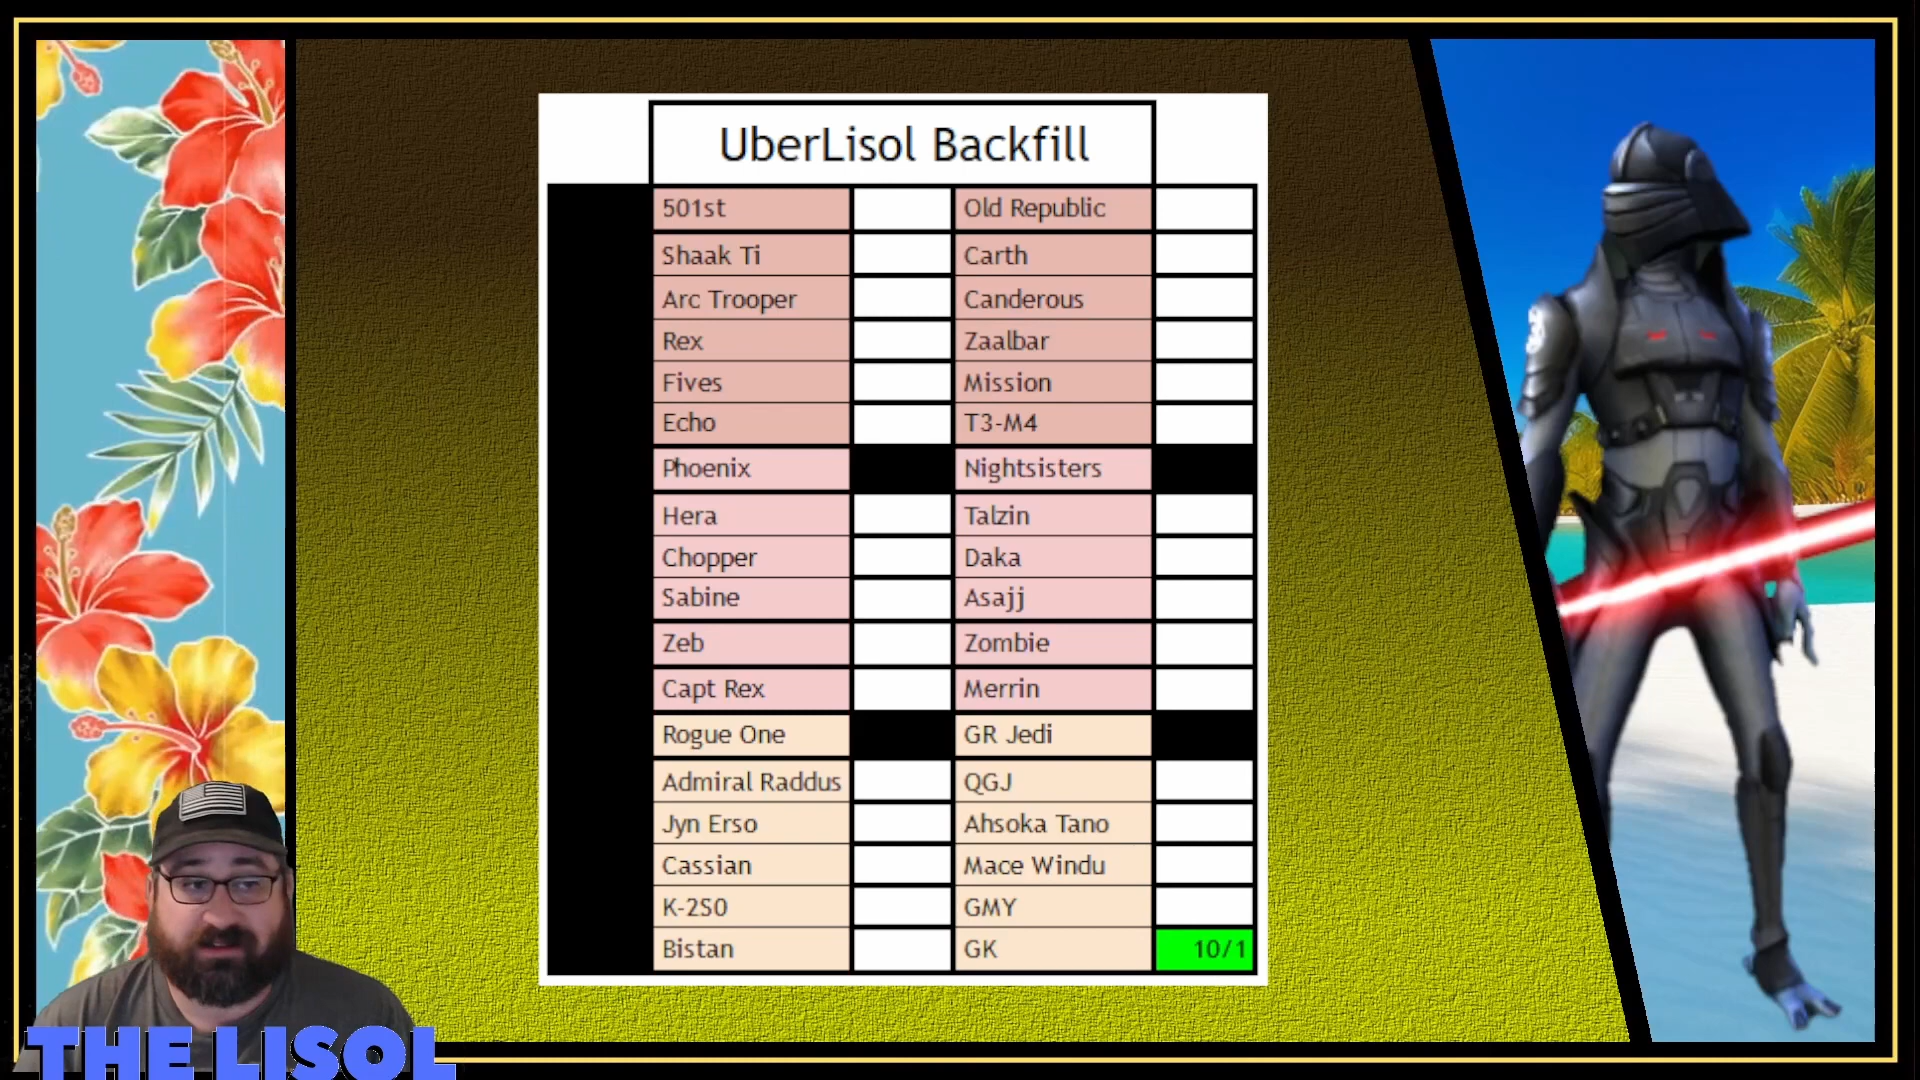 UberLisol Backfill
501st Old Republic
Shaak Ti Carth
Arc Trooper Canderous
Rex Zaalbar
Fives Mission
Echo T3-M4
Phoenix Nightsisters
Hera Talzin
Chopper Daka
Sabine Asajj
Zeb Zombie
Capt Rex Merrin
Rogue One GR Jedi
Admiral Raddus QGJ
Jyn Erso Ahsoka Tano
Cassian Mace Windu
K-2S0 GMY
Bistan GK 10/1
THE LISOL